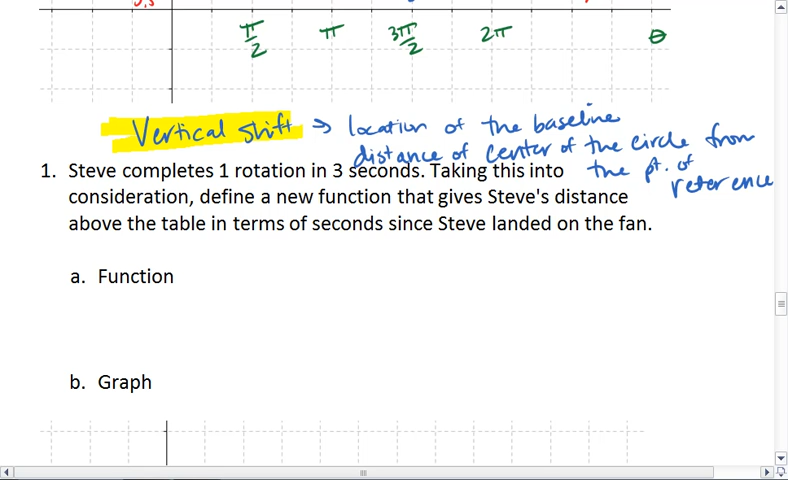 π/2 π 3π/2 2π θ
Vertical shift → location of the baseline
distance of center of the circle from
the pt. of
reference
1. Steve completes 1 rotation in 3 seconds. Taking this into
consideration, define a new function that gives Steve's distance
above the table in terms of seconds since Steve landed on the fan.
a. Function
b. Graph